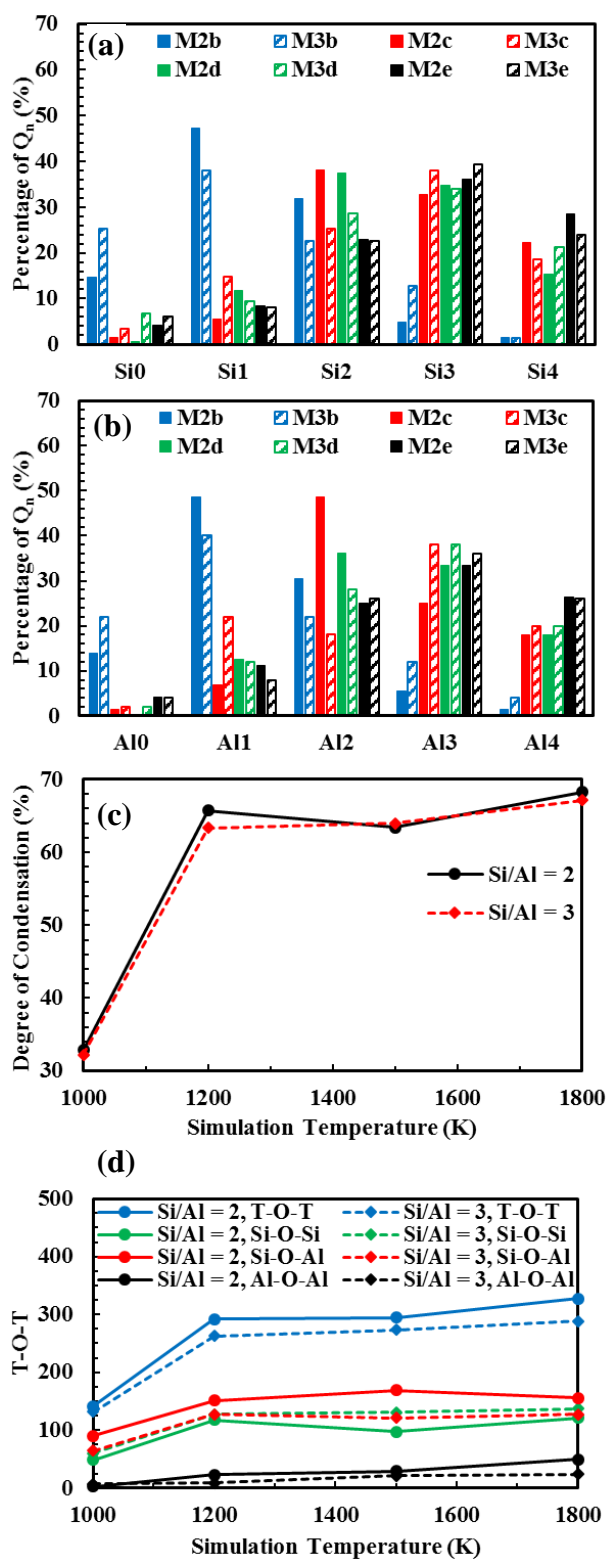 (a)
M2b M3b M2c M3c
M2d M3d M2e M3e
Percentage of Qn (%)
70
60
50
40
30
20
10
0
Si0 Si1 Si2 Si3 Si4
(b)
M2b M3b M2c M3c
M2d M3d M2e M3e
Percentage of Qn (%)
70
60
50
40
30
20
10
0
Al0 Al1 Al2 Al3 Al4
(c)
Degree of Condensation (%)
70
60
50
40
30
Si/Al = 2
Si/Al = 3
1000 1200 1400 1600 1800
Simulation Temperature (K)
(d)
T-O-T
500
400
300
200
100
0
Si/Al = 2, T-O-T Si/Al = 3, T-O-T
Si/Al = 2, Si-O-Si Si/Al = 3, Si-O-Si
Si/Al = 2, Si-O-Al Si/Al = 3, Si-O-Al
Si/Al = 2, Al-O-Al Si/Al = 3, Al-O-Al
1000 1200 1400 1600 1800
Simulation Temperature (K)